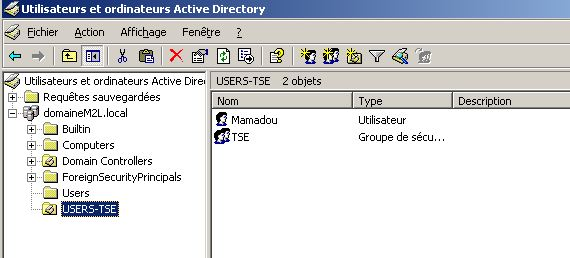 Utilisateurs et ordinateurs Active Directory
Fichier Action Affichage Fenêtre ?
Utilisateurs et ordinateurs Active Direc
Requêtes sauvegardées
domaineM2L.local
Builtin
Computers
Domain Controllers
ForeignSecurityPrincipals
Users
USERS-TSE
USERS-TSE 2 objets
Nom Type Description
Mamadou Utilisateur
TSE Groupe de sécu...